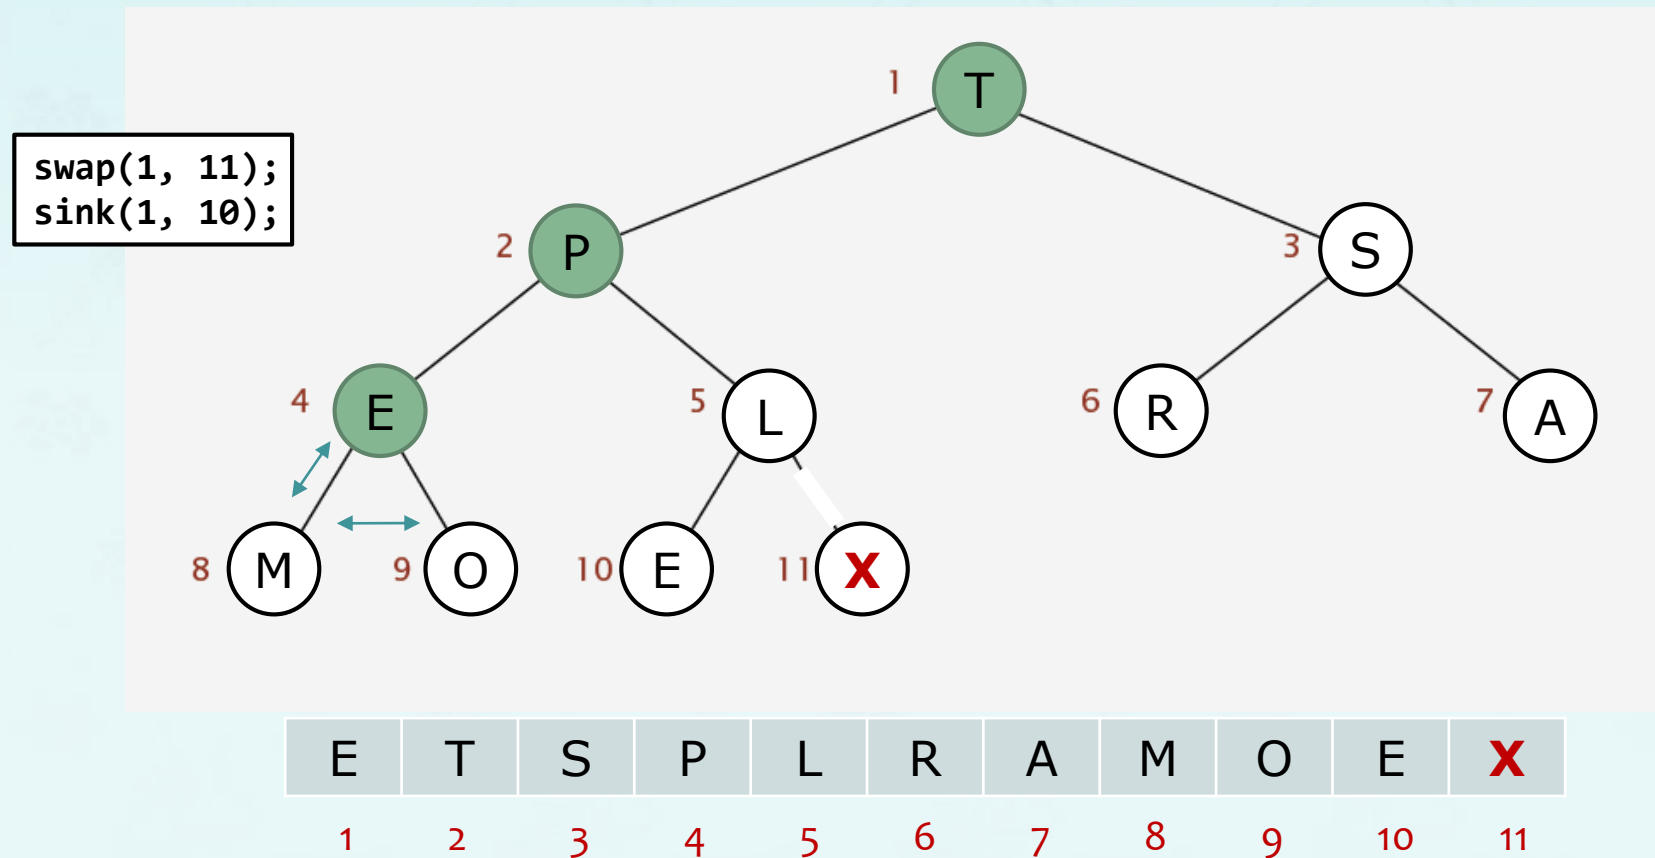 1 T
swap(1, 11);
sink(1, 10);
2 P 3 S
4 E 5 L 6 R 7 A
8 M 9 O 10 E 11 X
E T S P L R A M O E X
1 2 3 4 5 6 7 8 9 10 11